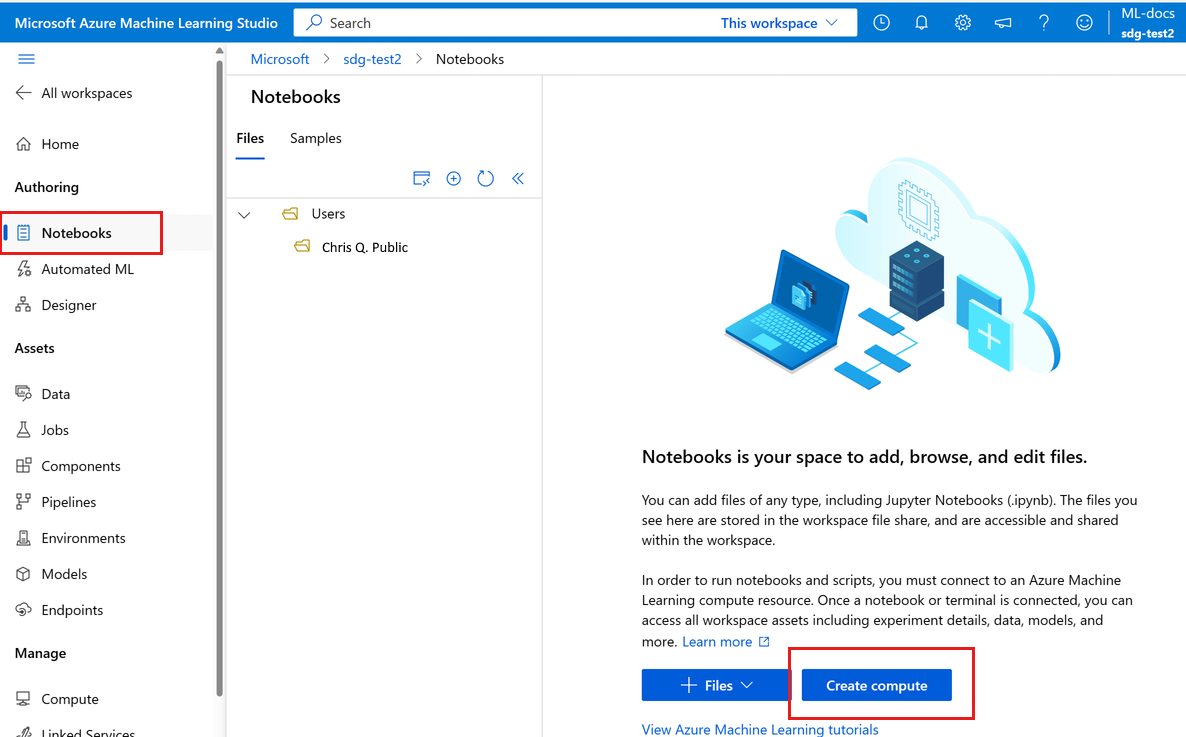 Microsoft Azure Machine Learning Studio
Search
This workspace
ML-docs
sdg-test2
All workspaces
Home
Authoring
Notebooks
Automated ML
Designer
Assets
Data
Jobs
Components
Pipelines
Environments
Models
Endpoints
Manage
Compute
Linked Services
Microsoft > sdg-test2 > Notebooks
Notebooks
Files Samples
Users
Chris Q. Public
Notebooks is your space to add, browse, and edit files.
You can add files of any type, including Jupyter Notebooks (.ipynb). The files you
see here are stored in the workspace file share, and are accessible and shared
within the workspace.
In order to run notebooks and scripts, you must connect to an Azure Machine
Learning compute resource. Once a notebook or terminal is connected, you can
access all workspace assets including experiment details, data, models, and
more. Learn more
Files
Create compute
View Azure Machine Learning tutorials